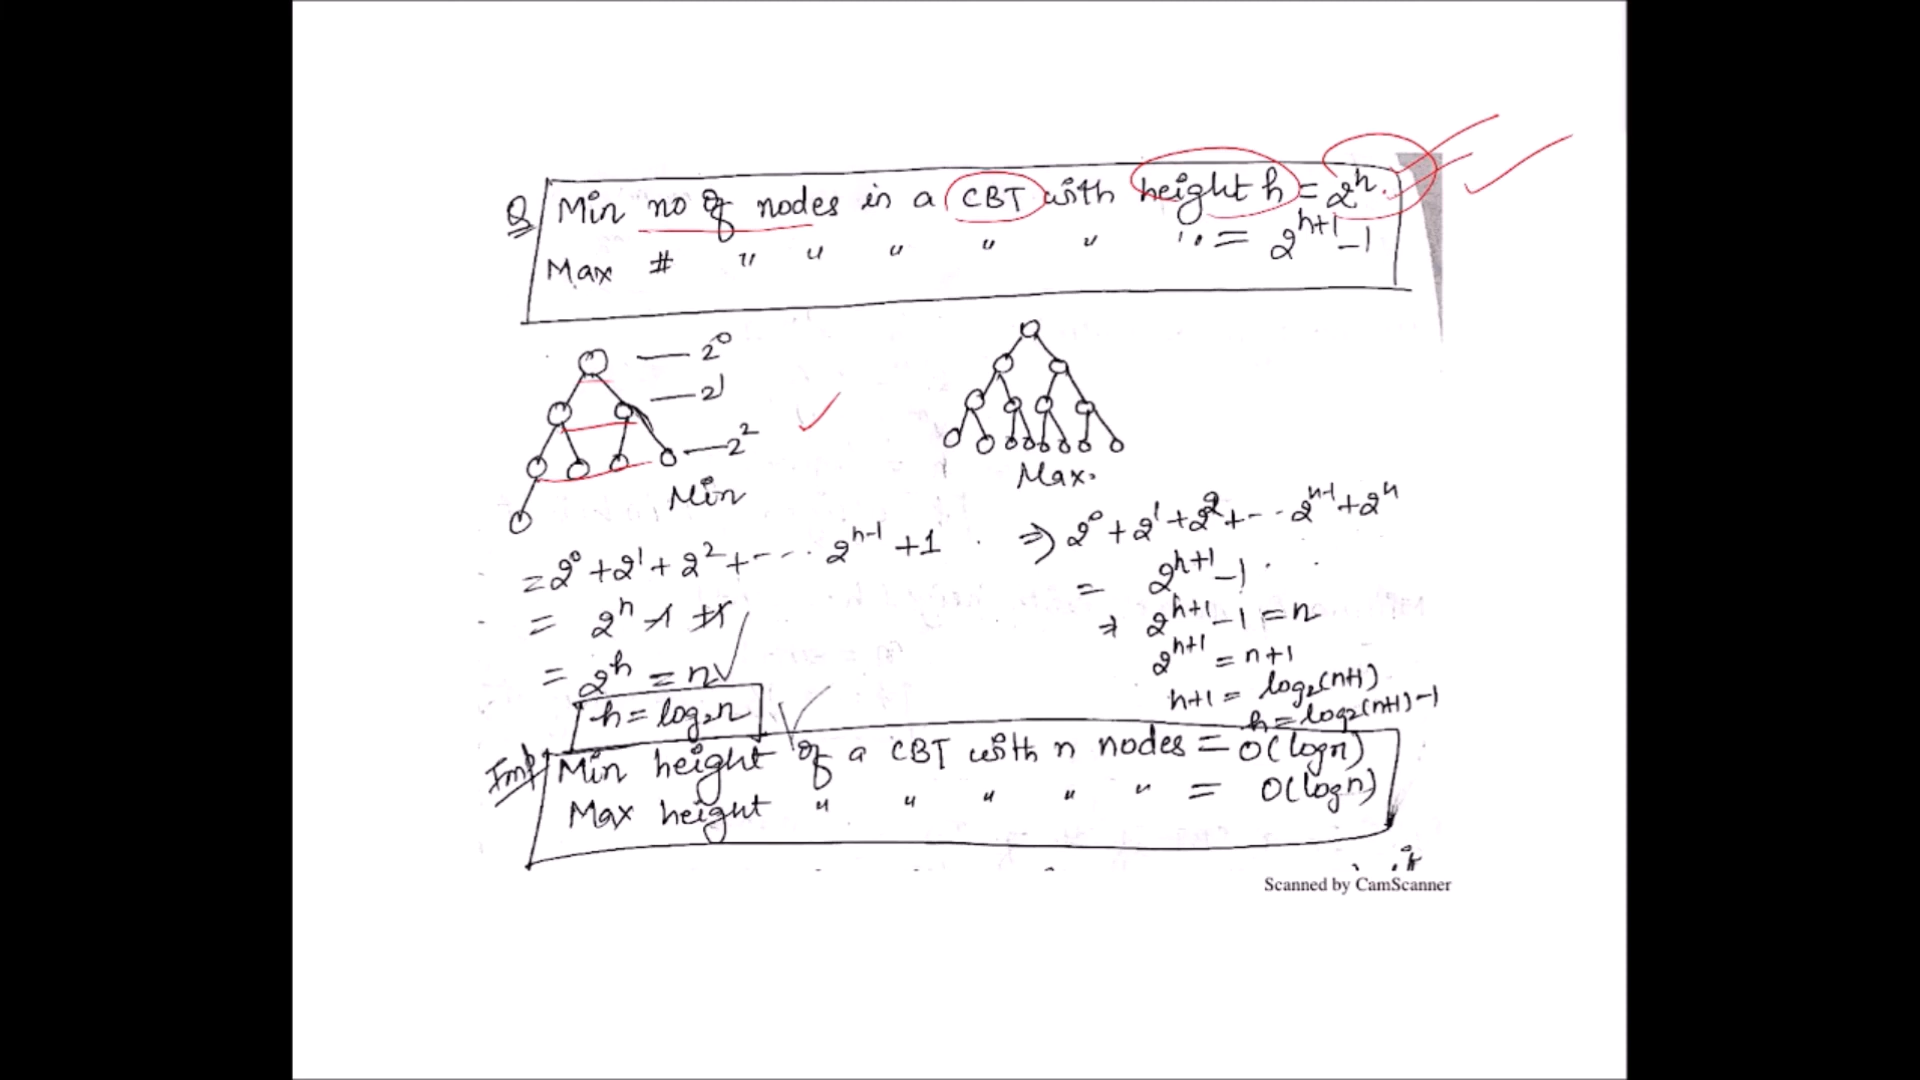 Q Min no of nodes in a CBT with height h = 2^h.
Max # " " " " " " = 2^(h+1) - 1
— 2^0
— 2^1
— 2^2
Min
Max.
= 2^0 + 2^1 + 2^2 + --... 2^(h-1) + 1
= 2^h - 1 + 1
= 2^h = n
h = log₂n
⇒ 2^0 + 2^1 + 2^2 + -- . 2^(h-1) + 2^h
= 2^(h+1) - 1
⇒ 2^(h+1) - 1 = n
2^(h+1) = n+1
h+1 = log₂(n+1)
h = log₂(n+1) - 1
Imp Min height of a CBT with n nodes = O(logn)
Max height " " " " " = O(logn)
Scanned by CamScanner